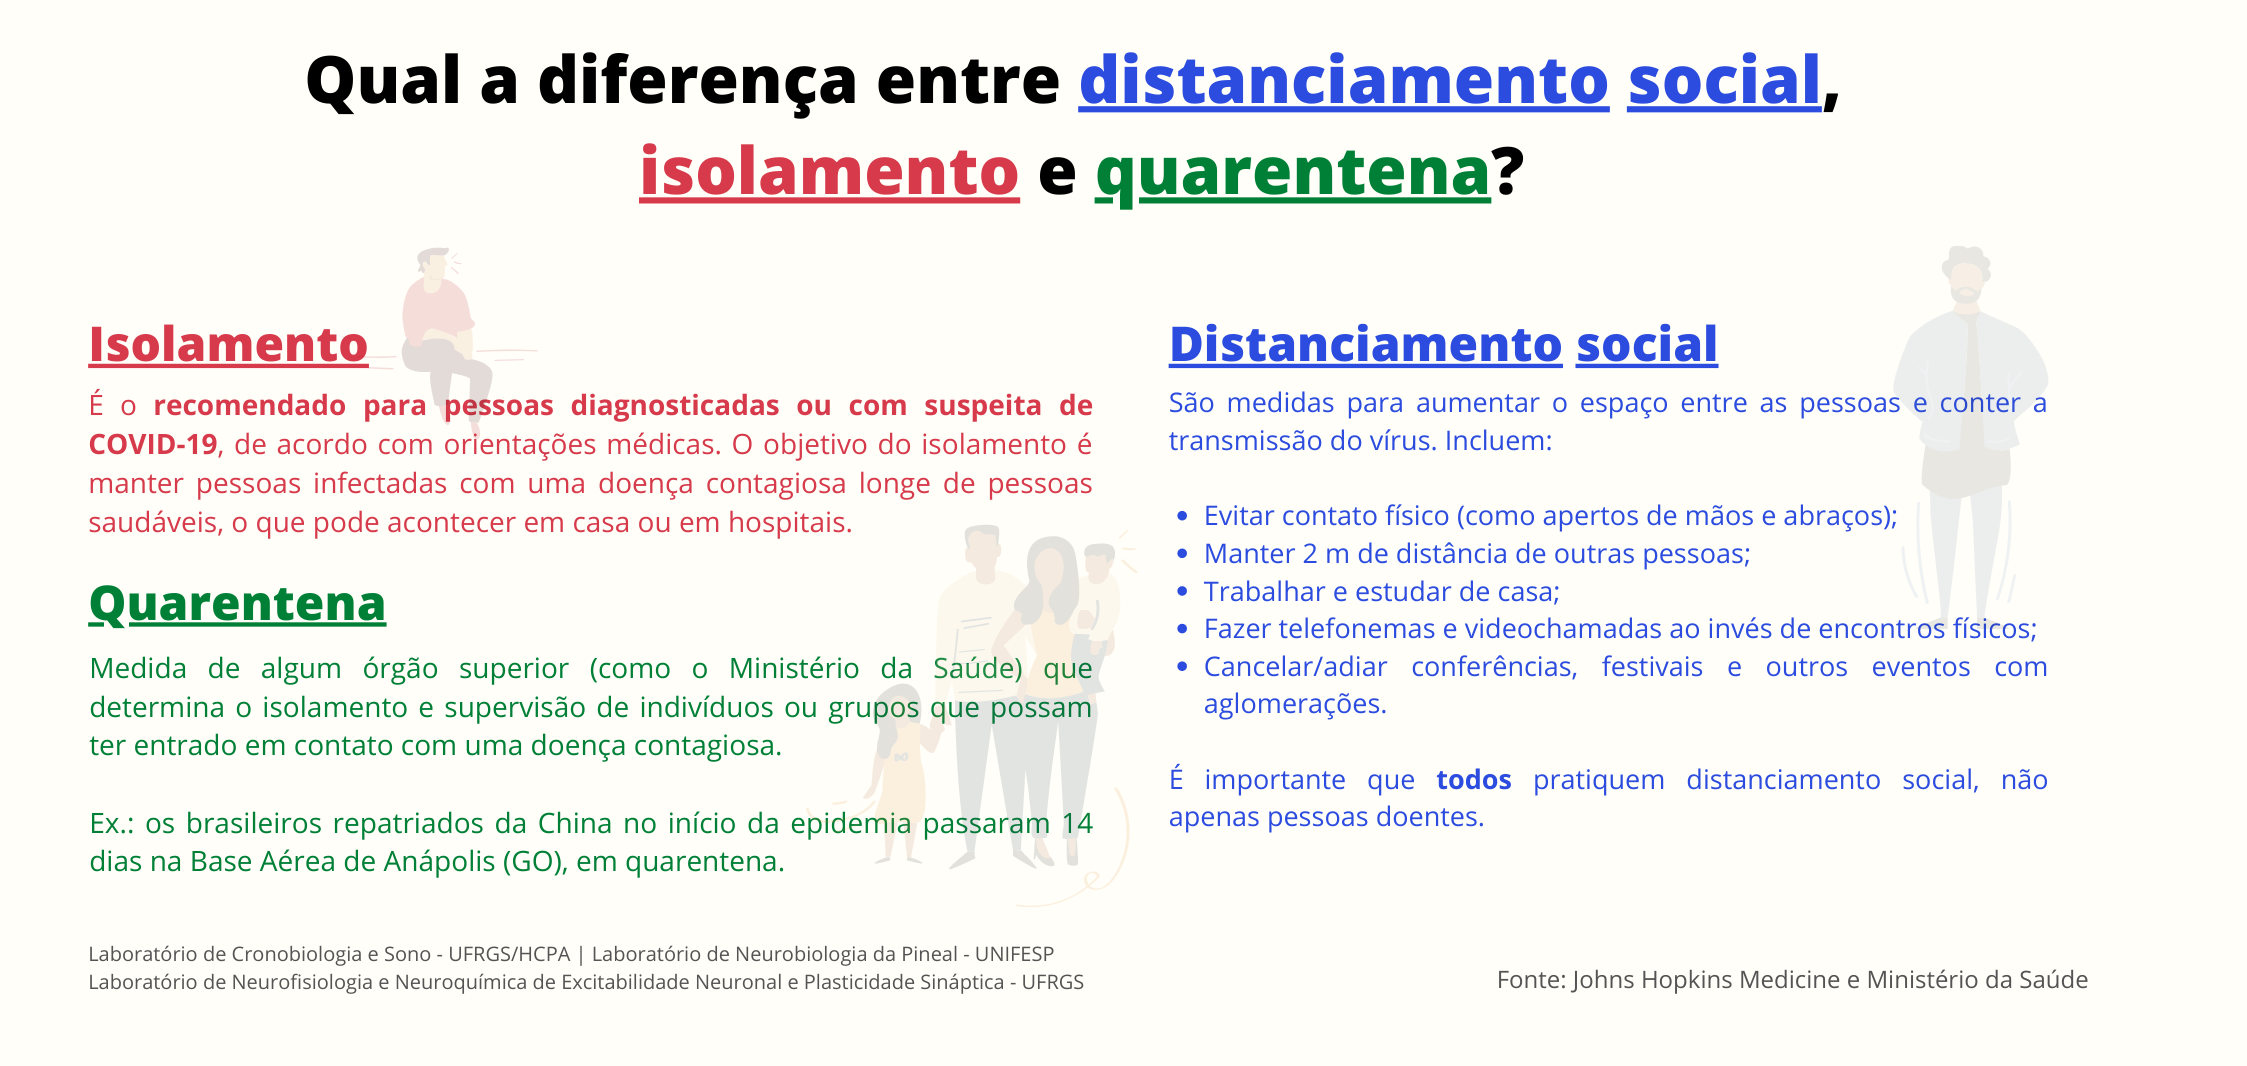 Qual a diferença entre distanciamento social,
isolamento e quarentena?
Isolamento
É o recomendado para pessoas diagnosticadas ou com suspeita de
COVID-19, de acordo com orientações médicas. O objetivo do isolamento é
manter pessoas infectadas com uma doença contagiosa longe de pessoas
saudáveis, o que pode acontecer em casa ou em hospitais.
Quarentena
Medida de algum órgão superior (como o Ministério da Saúde) que
determina o isolamento e supervisão de indivíduos ou grupos que possam
ter entrado em contato com uma doença contagiosa.
Ex.: os brasileiros repatriados da China no início da epidemia passaram 14
dias na Base Aérea de Anápolis (GO), em quarentena.
Distanciamento social
São medidas para aumentar o espaço entre as pessoas e conter a
transmissão do vírus. Incluem:
• Evitar contato físico (como apertos de mãos e abraços);
• Manter 2 m de distância de outras pessoas;
• Trabalhar e estudar de casa;
• Fazer telefonemas e videochamadas ao invés de encontros físicos;
• Cancelar/adiar conferências, festivais e outros eventos com
aglomerações.
É importante que todos pratiquem distanciamento social, não
apenas pessoas doentes.
Laboratório de Cronobiologia e Sono - UFRGS/HCPA | Laboratório de Neurobiologia da Pineal - UNIFESP
Laboratório de Neurofisiologia e Neuroquímica de Excitabilidade Neuronal e Plasticidade Sináptica - UFRGS
Fonte: Johns Hopkins Medicine e Ministério da Saúde